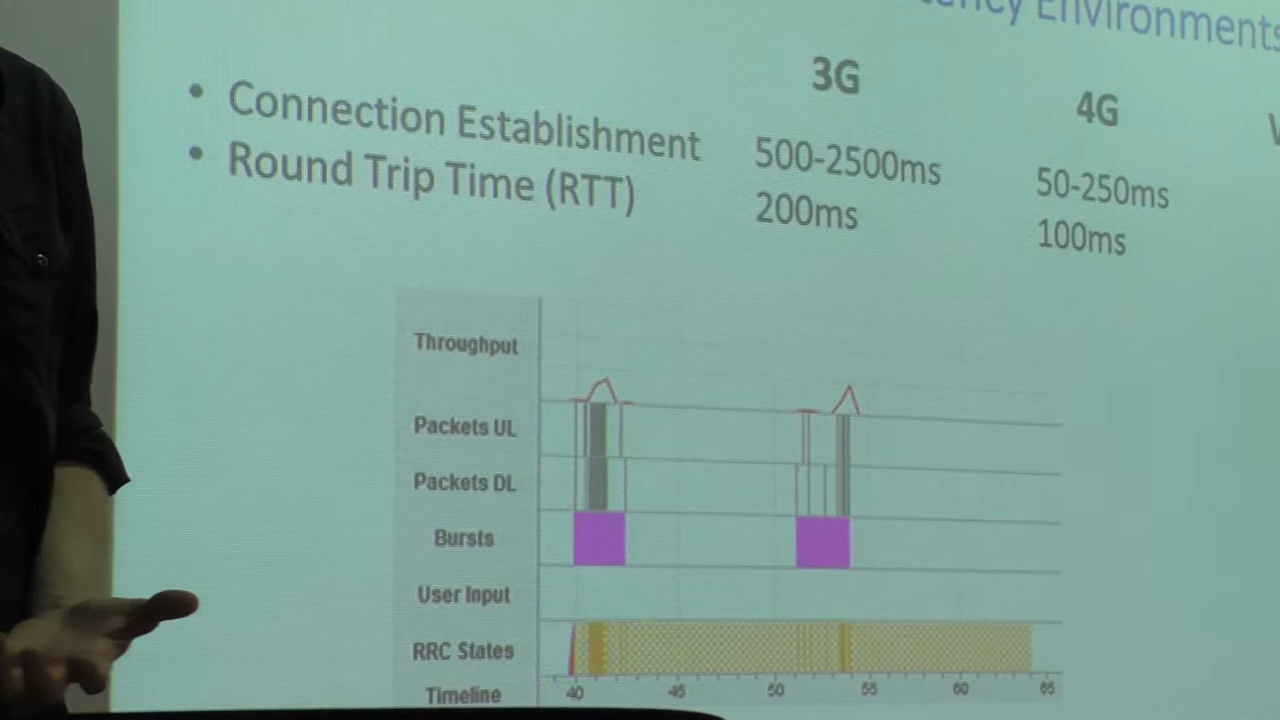 Environments
3G 4G
• Connection Establishment 500-2500ms 50-250ms
• Round Trip Time (RTT) 200ms 100ms
Throughput
Packets UL
Packets DL
Bursts
User Input
RRC States
Timeline 40 45 50 55 60 65